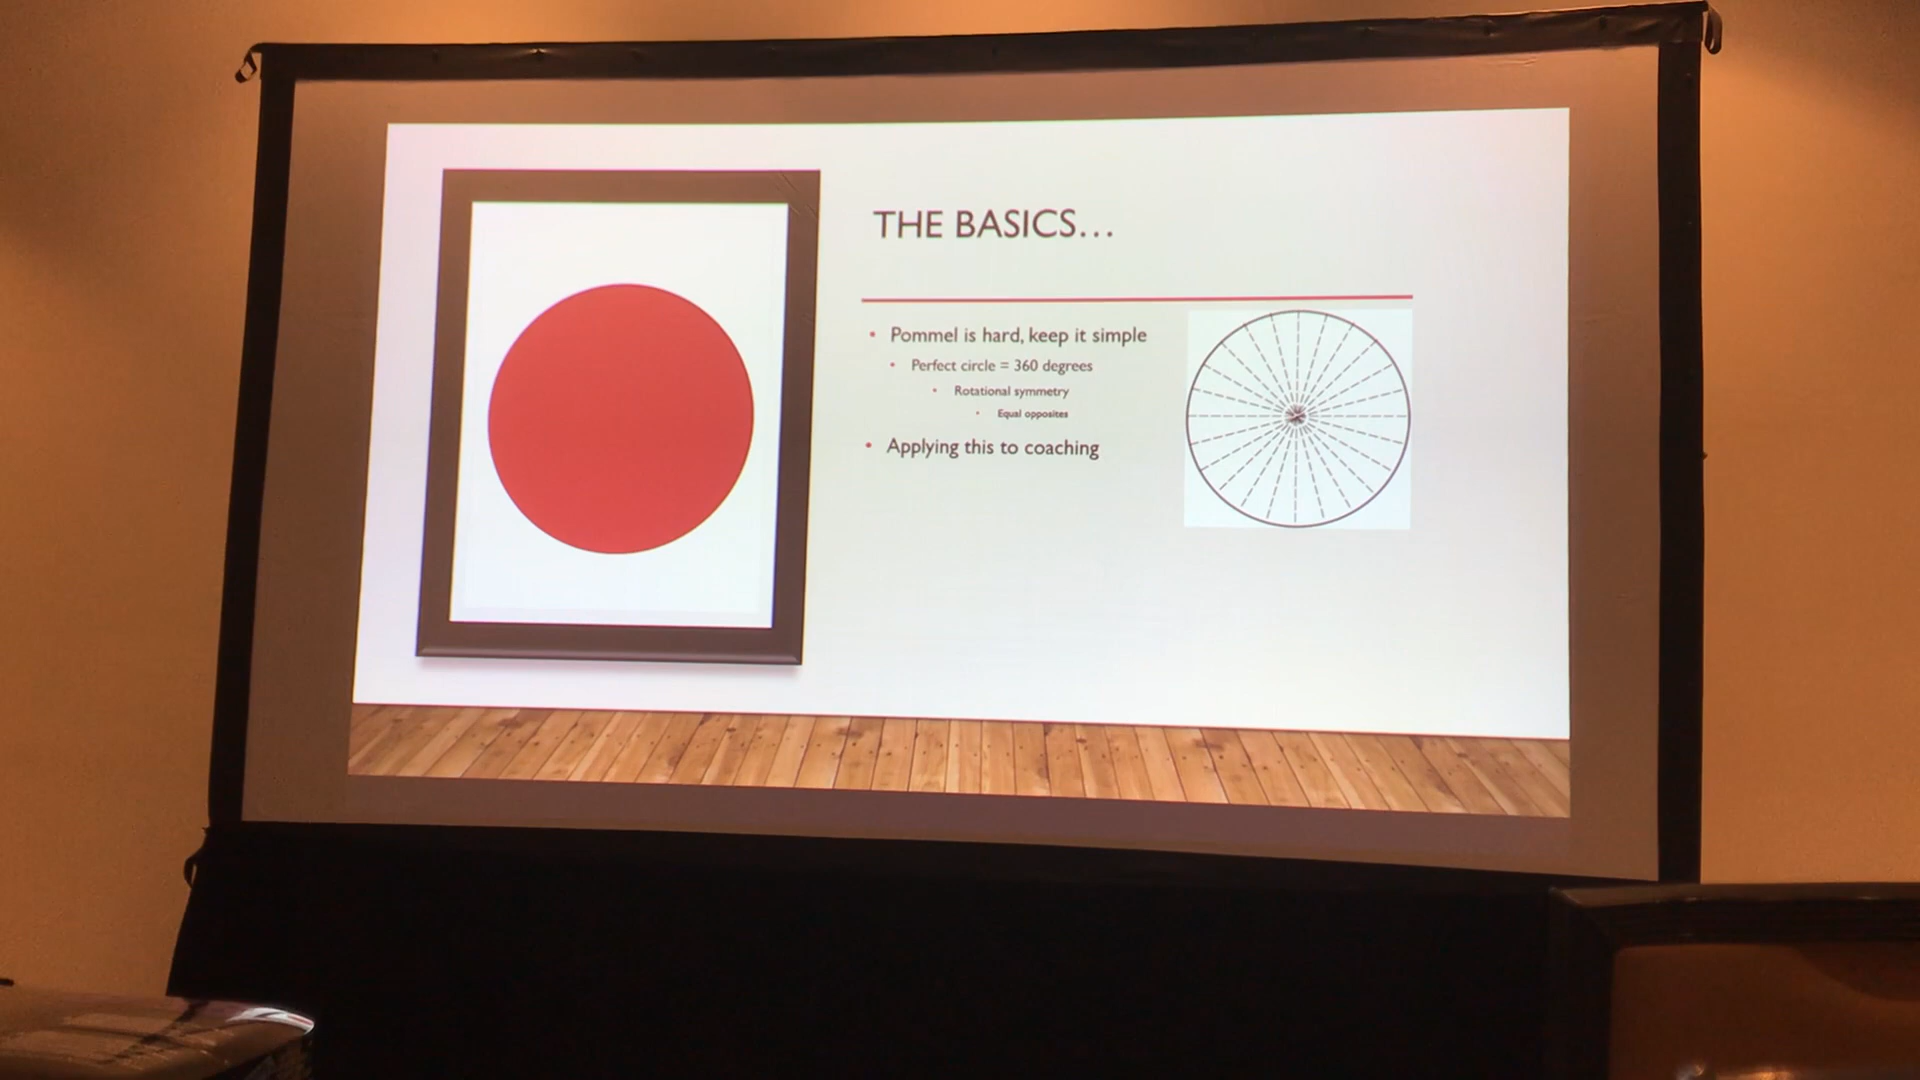 THE BASICS...
Pommel is hard, keep it simple
Perfect circle = 360 degrees
Rotational symmetry
Equal opposites
Applying this to coaching